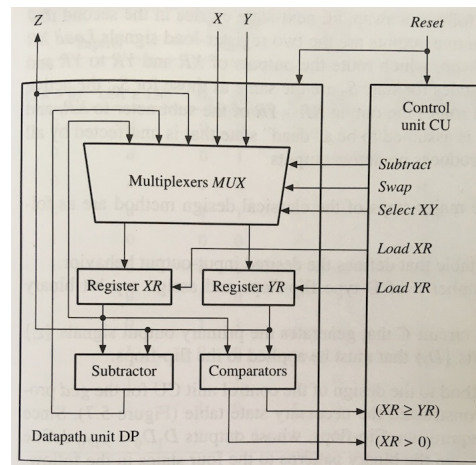 Z
X
Y
Reset
Control
unit CU
Multiplexers MUX
Subtract
Swap
Select XY
Load XR
Register XR
Register YR
Load YR
Subtractor
Comparators
(XR ≥ YR)
Datapath unit DP
(XR > 0)